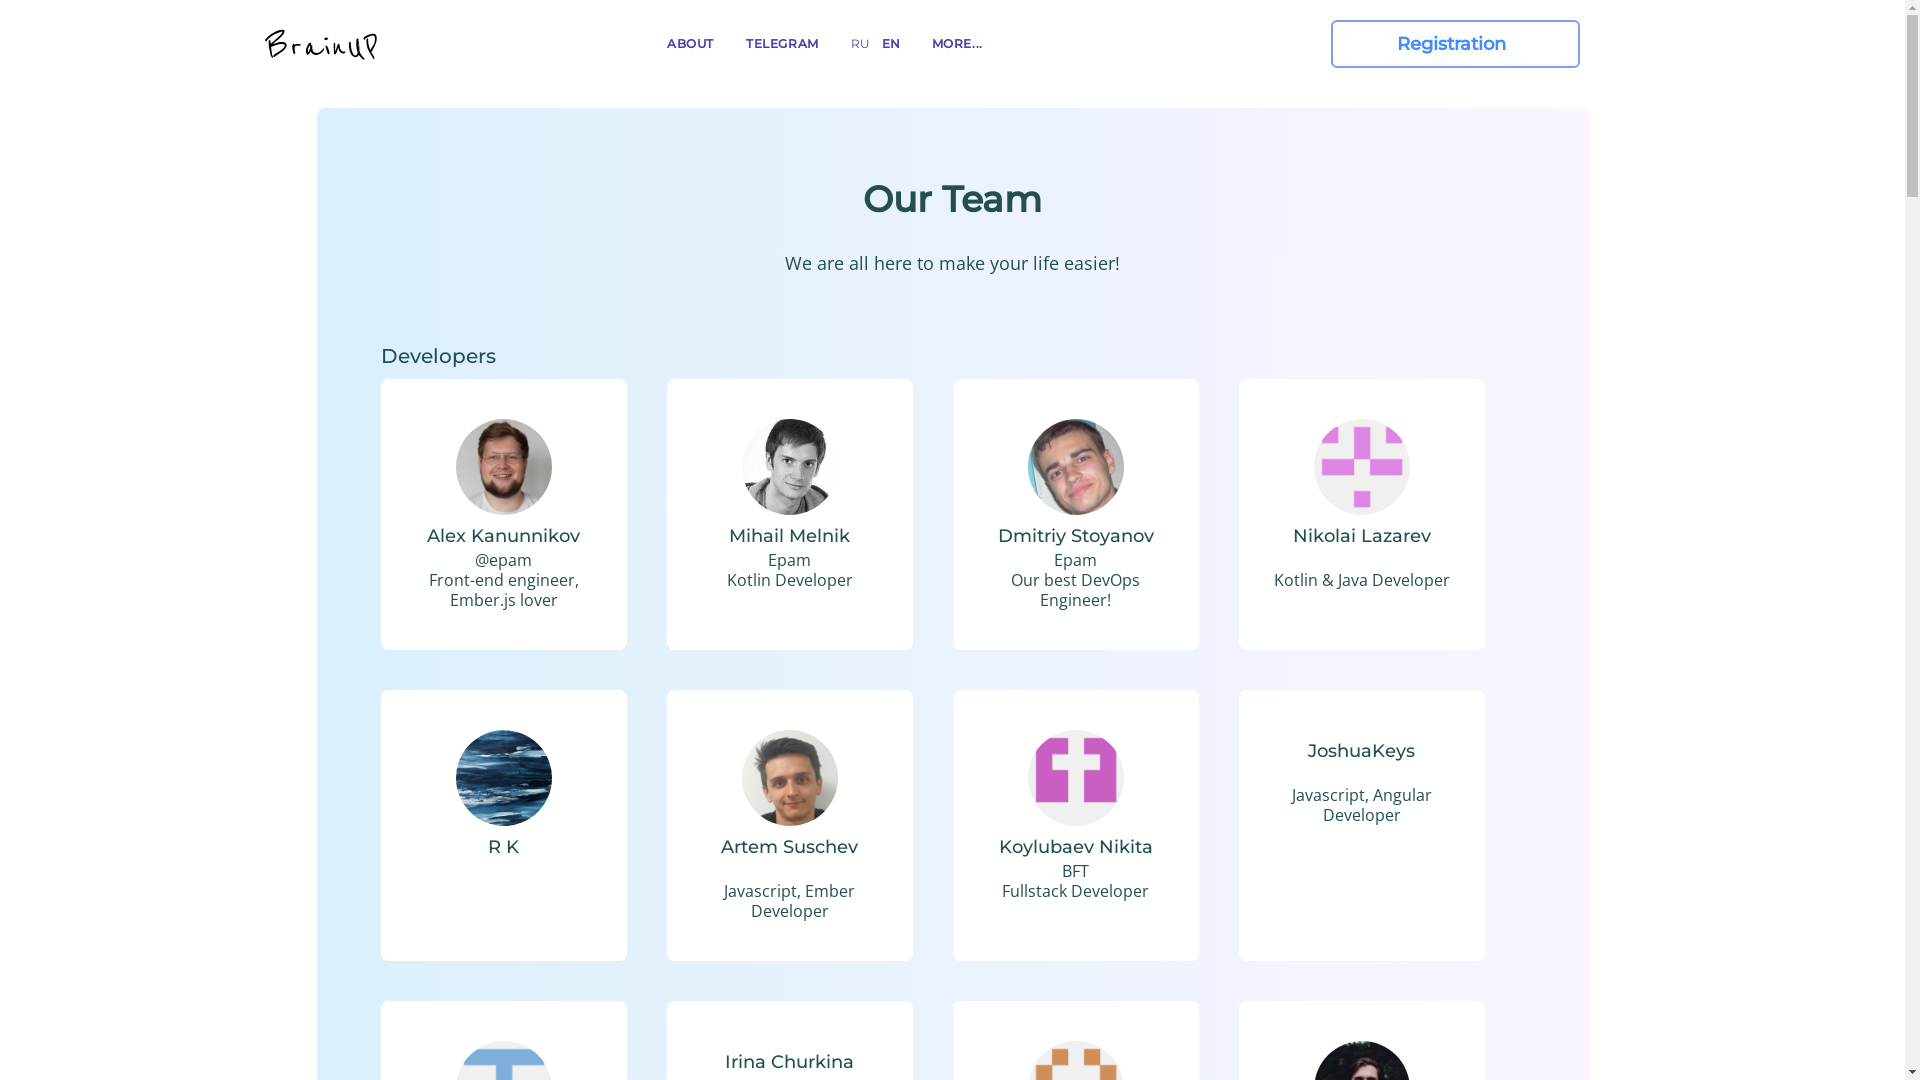 BrainUP
ABOUT
TELEGRAM
RU
EN
MORE...
Registration
Our Team
We are all here to make your life easier!
Developers
Alex Kanunnikov
@epam
Front-end engineer,
Ember.js lover
Mihail Melnik
Epam
Kotlin Developer
Dmitriy Stoyanov
Epam
Our best DevOps
Engineer!
Nikolai Lazarev
Kotlin & Java Developer
R K
Artem Suschev
Javascript, Ember
Developer
Koylubaev Nikita
BFT
Fullstack Developer
JoshuaKeys
Javascript, Angular
Developer
Irina Churkina